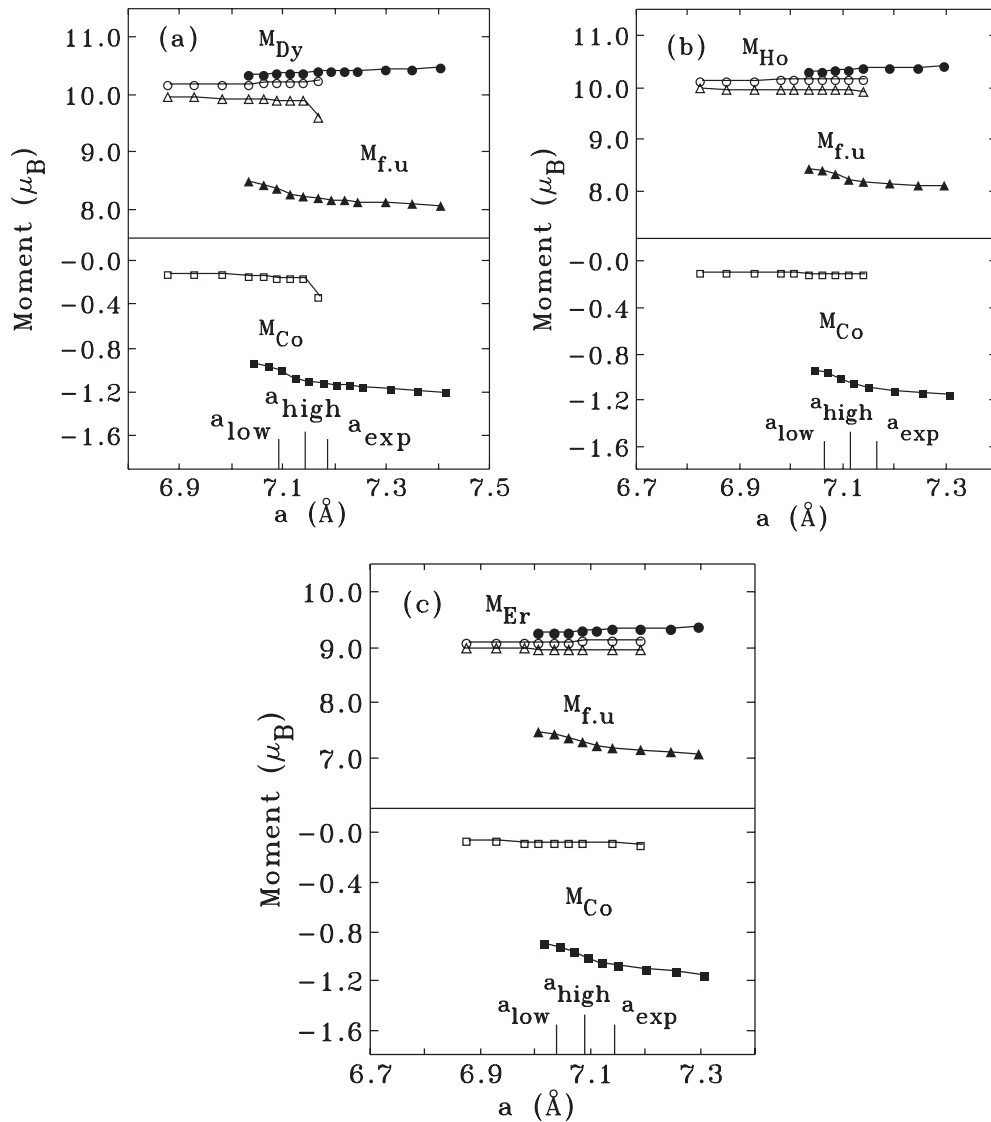 (a)
M_Dy
M_f.u
M_Co
a_low
a_high
a_exp
11.0
10.0
9.0
8.0
−0.0
−0.4
−0.8
−1.2
−1.6
Moment (μ_B)
6.9 7.1 7.3 7.5
a (Å)
(b)
M_Ho
M_f.u
M_Co
a_low
a_high
a_exp
11.0
10.0
9.0
8.0
−0.0
−0.4
−0.8
−1.2
−1.6
Moment (μ_B)
6.7 6.9 7.1 7.3
a (Å)
(c)
M_Er
M_f.u
M_Co
a_low
a_high
a_exp
10.0
9.0
8.0
7.0
−0.0
−0.4
−0.8
−1.2
−1.6
Moment (μ_B)
6.7 6.9 7.1 7.3
a (Å)